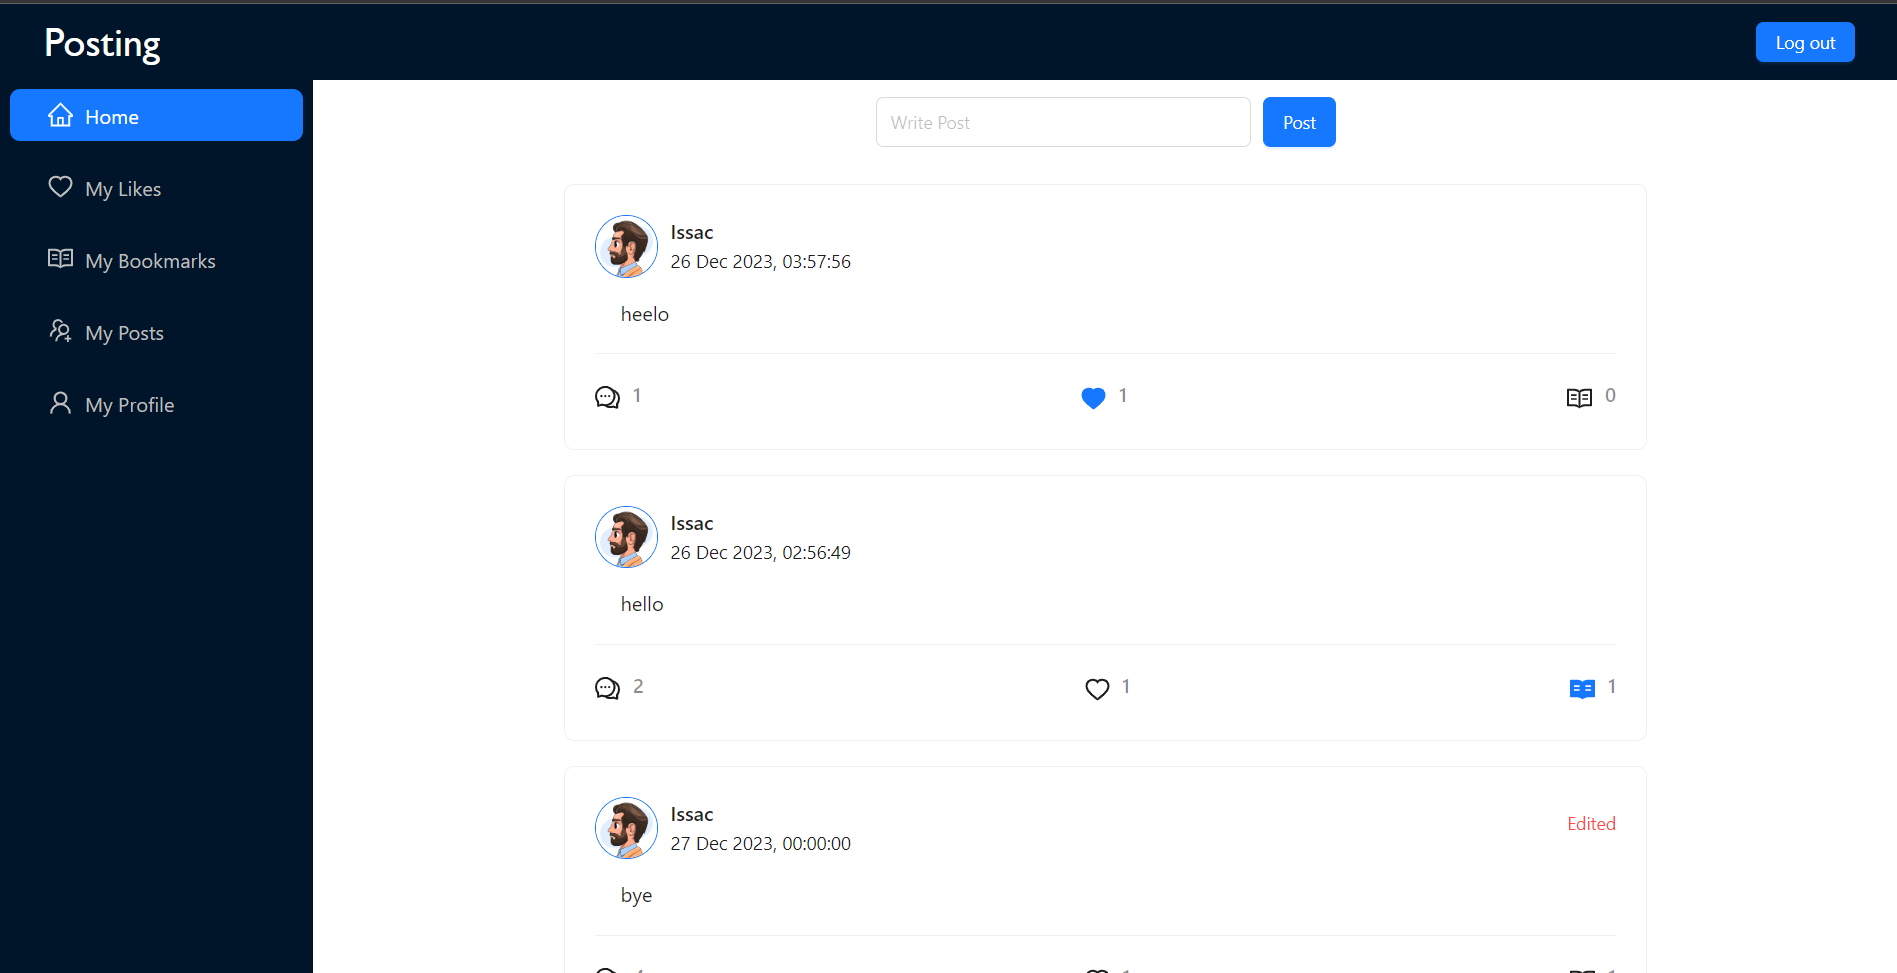 Posting
Log out
Home
My Likes
My Bookmarks
My Posts
My Profile
Write Post
Post
Issac
26 Dec 2023, 03:57:56
heelo
1
1
0
Issac
26 Dec 2023, 02:56:49
hello
2
1
1
Issac
27 Dec 2023, 00:00:00
Edited
bye